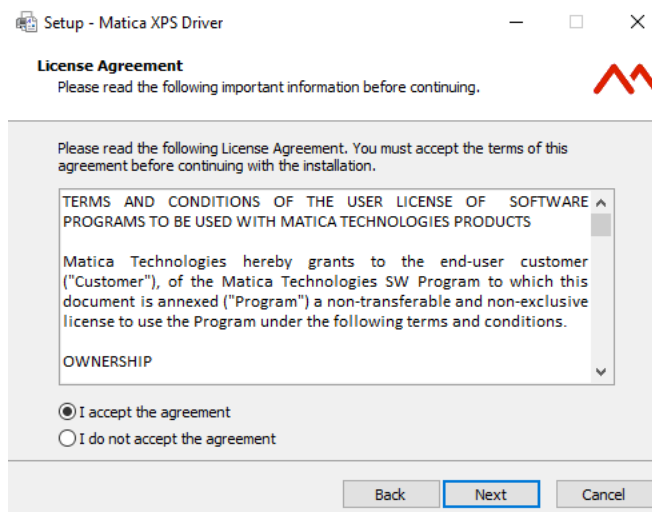 Setup - Matica XPS Driver
License Agreement
Please read the following important information before continuing.
Please read the following License Agreement. You must accept the terms of this
agreement before continuing with the installation.
TERMS AND CONDITIONS OF THE USER LICENSE OF SOFTWARE
PROGRAMS TO BE USED WITH MATICA TECHNOLOGIES PRODUCTS
Matica Technologies hereby grants to the end-user customer
("Customer"), of the Matica Technologies SW Program to which this
document is annexed ("Program") a non-transferable and non-exclusive
license to use the Program under the following terms and conditions.
OWNERSHIP
I accept the agreement
I do not accept the agreement
Back Next Cancel